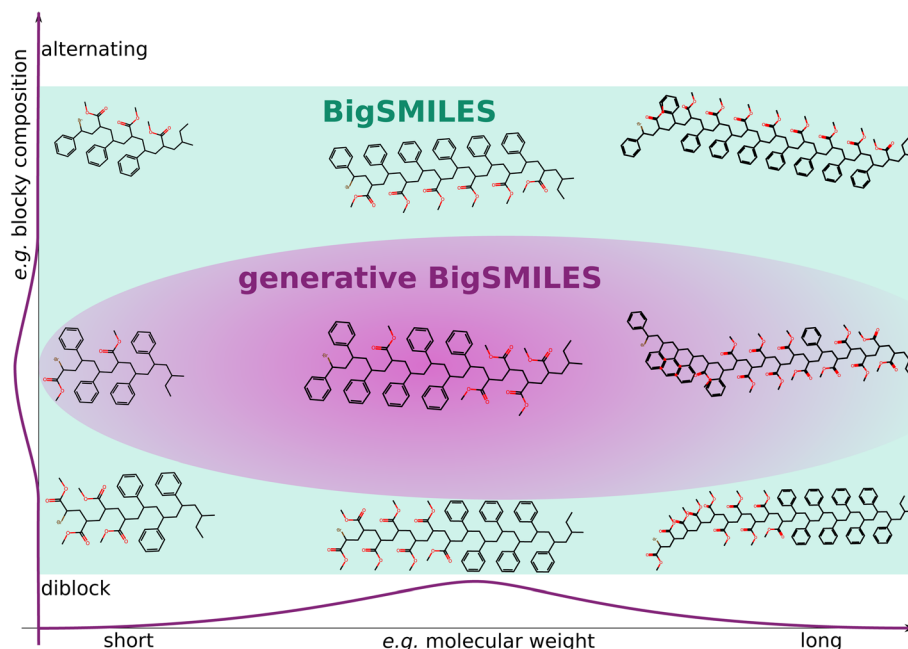 alternating
BigSMILES
e.g. blocky composition
generative BigSMILES
diblock
short
e.g. molecular weight
long